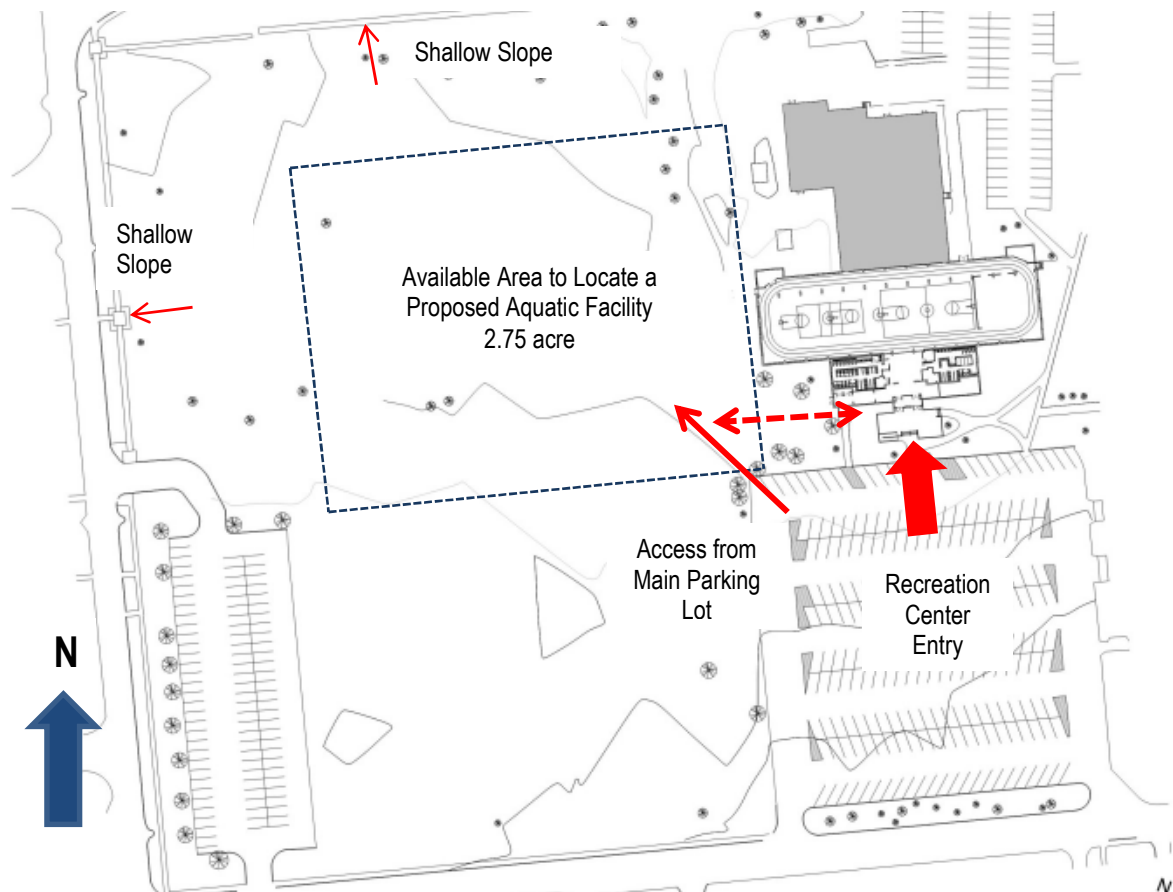 Shallow Slope
Shallow
Slope
Available Area to Locate a
Proposed Aquatic Facility
2.75 acre
Access from
Main Parking
Lot
Recreation
Center
Entry
N